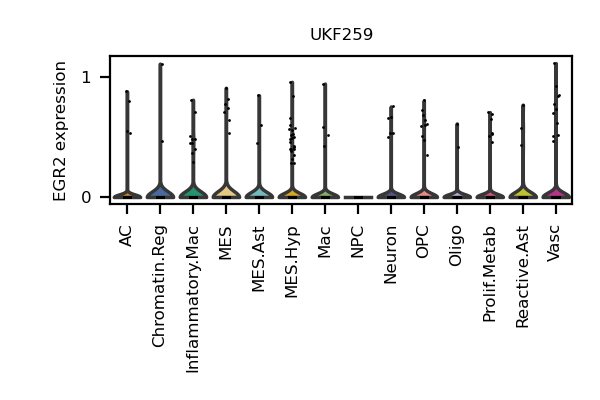 UKF259
EGR2 expression
1
0
AC
Chromatin.Reg
Inflammatory.Mac
MES
MES.Ast
MES.Hyp
Mac
NPC
Neuron
OPC
Oligo
Prolif.Metab
Reactive.Ast
Vasc